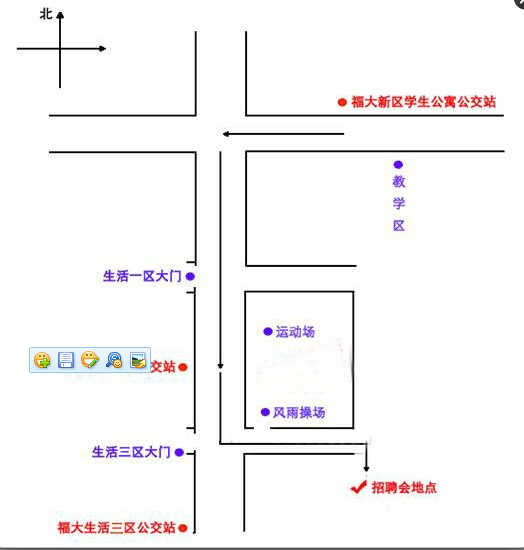 北
福大新区学生公寓公交站
教
学
区
生活一区大门
运动场
交站
风雨操场
生活三区大门
招聘会地点
福大生活三区公交站